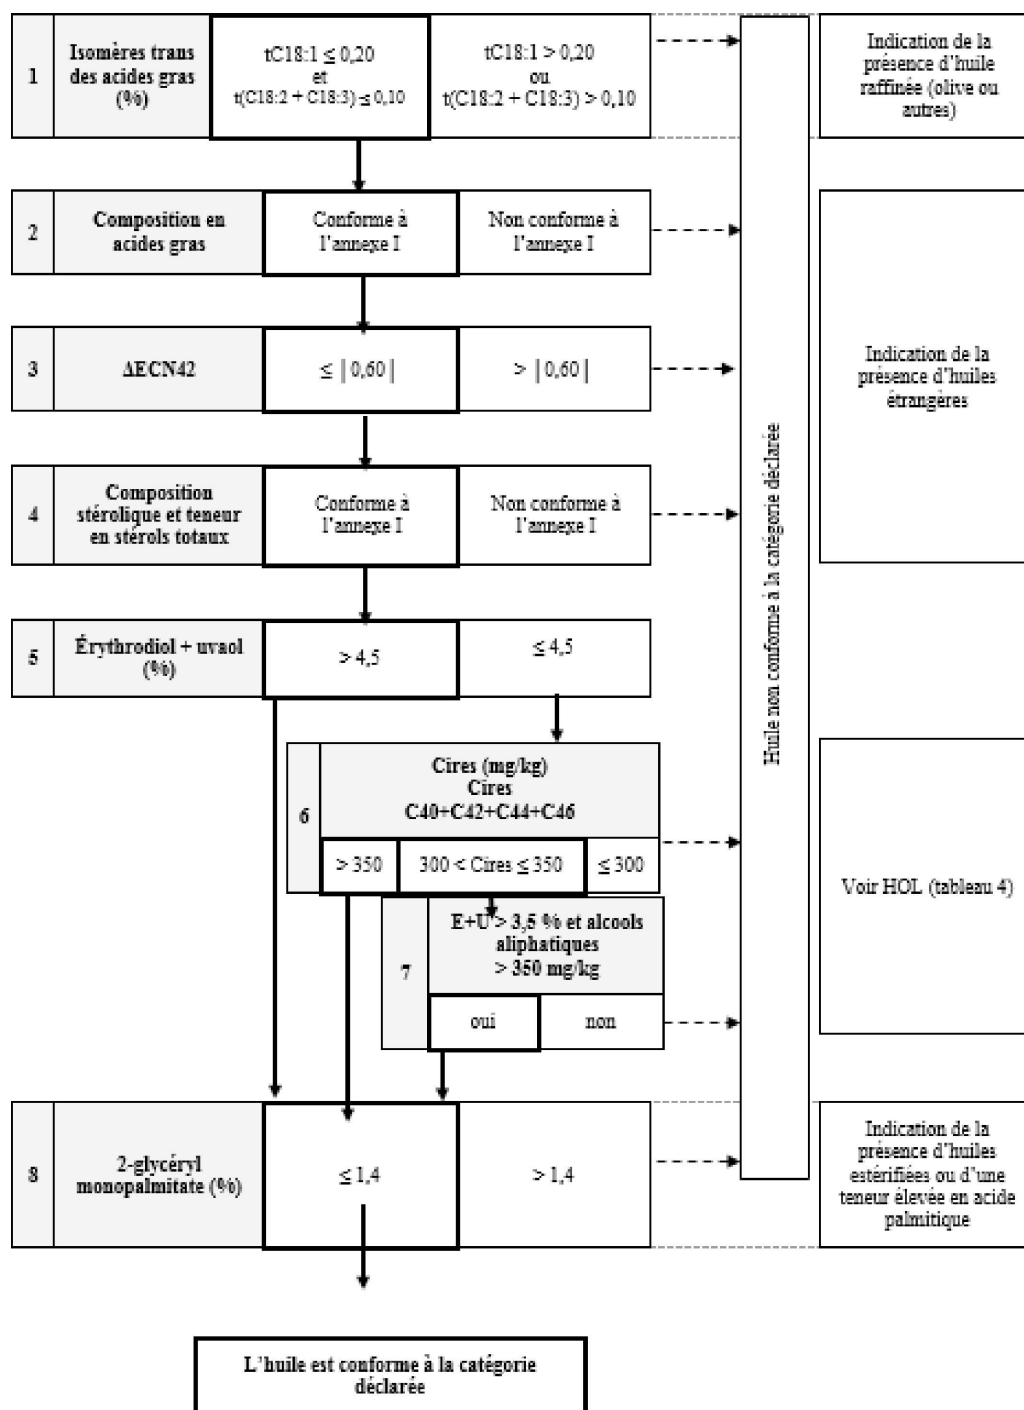 1
Isomères trans
des acides gras
(%)
tC18:1 ≤ 0,20
et
t(C18:2 + C18:3) ≤ 0,10
tC18:1 > 0,20
ou
t(C18:2 + C18:3) > 0,10
Indication de la
présence d'huile
raffinée (olive ou
autres)
2
Composition en
acides gras
Conforme à
l'annexe I
Non conforme à
l'annexe I
3
ΔECN42
≤ | 0,60 |
> | 0,60 |
Indication de la
présence d'huiles
étrangères
4
Composition
stérolique et teneur
en stérols totaux
Conforme à
l'annexe I
Non conforme à
l'annexe I
Huile non conforme à la catégorie déclarée
5
Érythrodiol + uvaol
(%)
> 4,5
≤ 4,5
6
Cires (mg/kg)
Cires
C40+C42+C44+C46
> 350
300 < Cires ≤ 350
≤ 300
Voir HOL (tableau 4)
7
E+U > 3,5 % et alcools
aliphatiques
> 350 mg/kg
oui
non
8
2-glycéryl
monopalmitate (%)
≤ 1,4
> 1,4
Indication de la
présence d'huiles
estérifiées ou d'une
teneur élevée en acide
palmitique
L'huile est conforme à la catégorie
déclarée